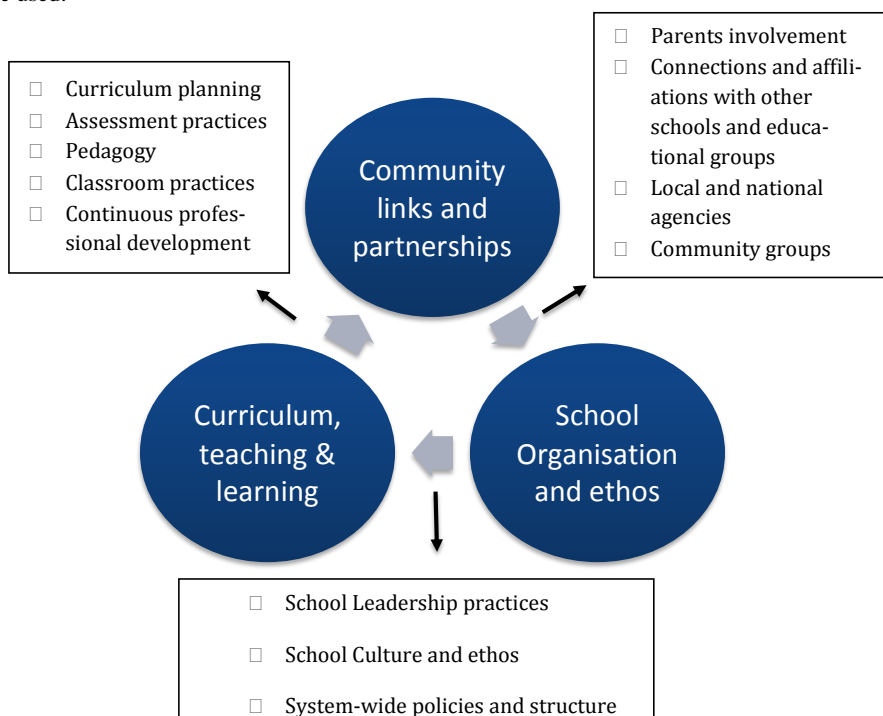 ☐ Parents involvement
☐ Connections and affili-
ations with other
schools and educa-
tional groups
☐ Local and national
agencies
☐ Community groups
☐ Curriculum planning
☐ Assessment practices
☐ Pedagogy
☐ Classroom practices
☐ Continuous profes-
sional development
Community
links and
partnerships
Curriculum,
teaching &
learning
School
Organisation
and ethos
☐ School Leadership practices
☐ School Culture and ethos
☐ System-wide policies and structure